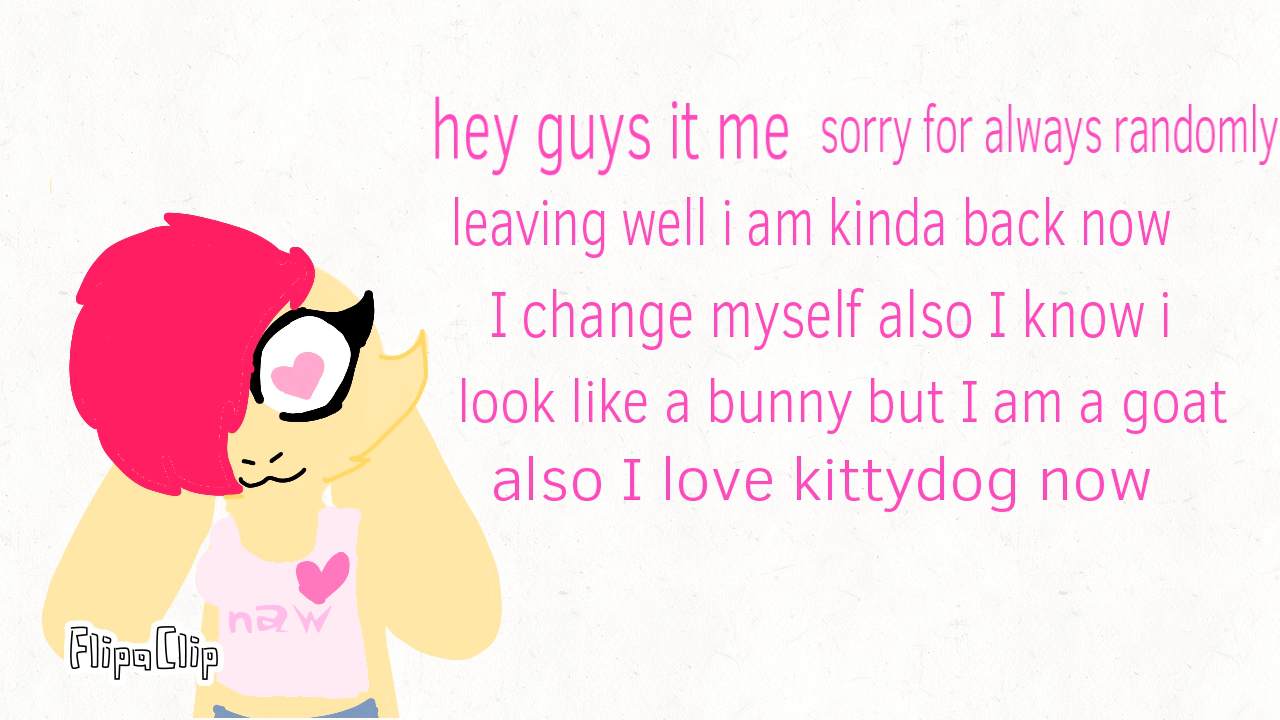 hey guys it me sorry for always randomly
leaving well i am kinda back now
I change myself also I know i
look like a bunny but I am a goat
also I love kittydog now
naw
FlipaClip